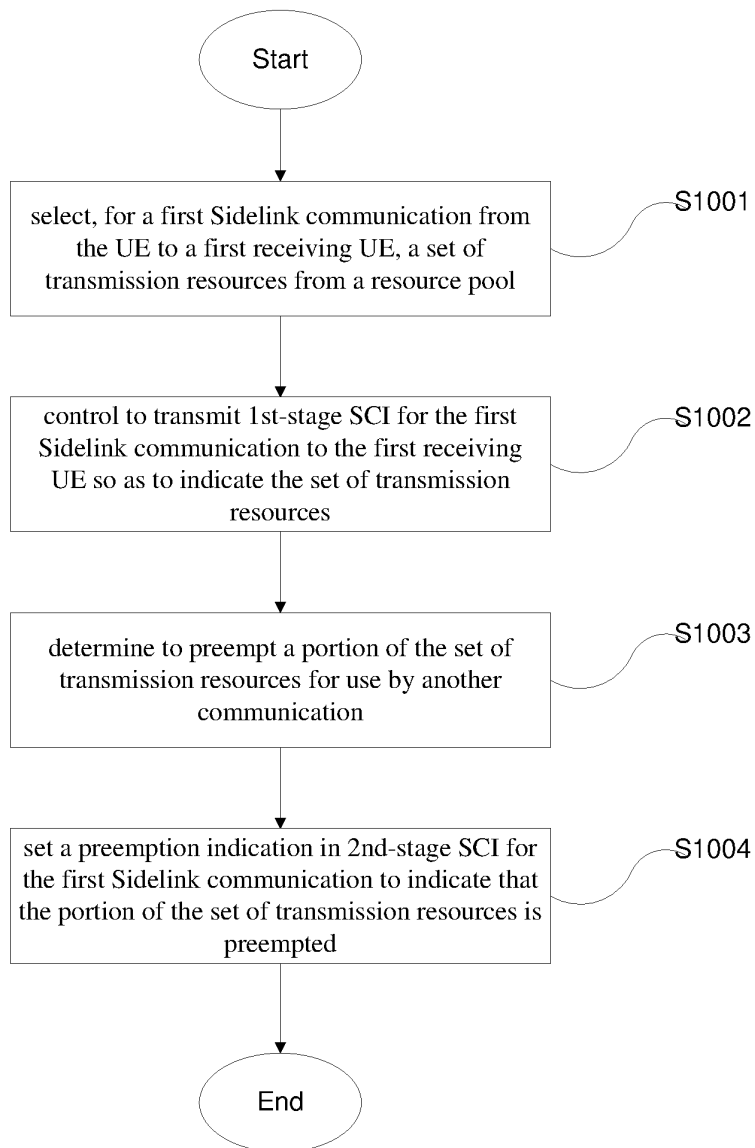 Start
select, for a first Sidelink communication from
the UE to a first receiving UE, a set of
transmission resources from a resource pool
S1001
control to transmit 1st-stage SCI for the first
Sidelink communication to the first receiving
UE so as to indicate the set of transmission
resources
S1002
determine to preempt a portion of the set of
transmission resources for use by another
communication
S1003
set a preemption indication in 2nd-stage SCI for
the first Sidelink communication to indicate that
the portion of the set of transmission resources is
preempted
S1004
End